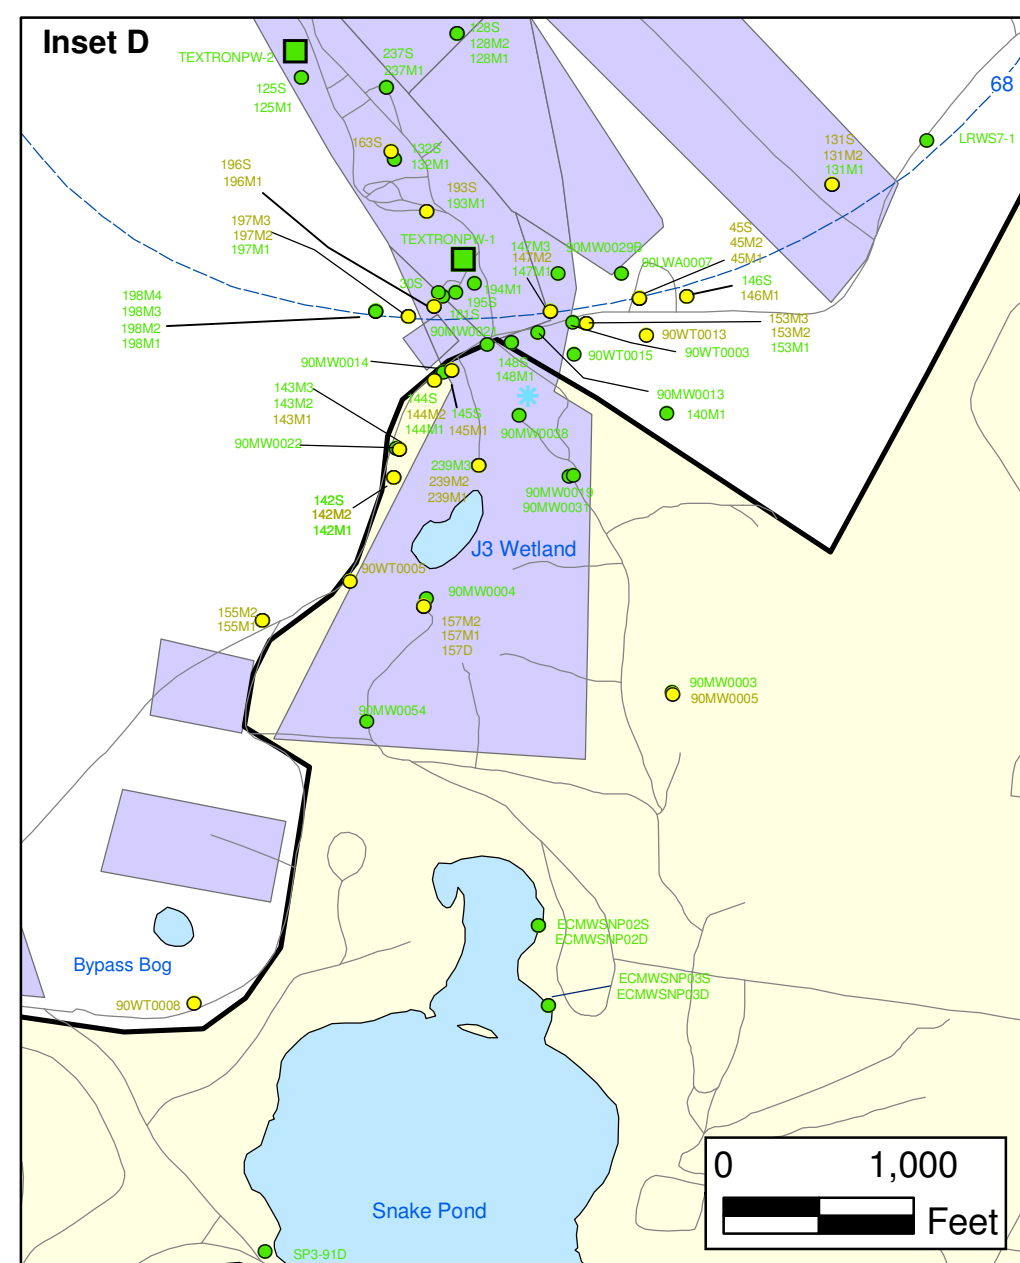 Inset D
128S
128M2
128M1
TEXTRONPW-2
237S
237M1
125S
125M1
68
LRWS7-1
131S
131M2
131M1
163S
132S
132M1
196S
196M1
193S
193M1
197M3
197M2
197M1
TEXTRONPW-1
147M3
147M2
147M1
90MW0029B
00LWA0007
45S
45M2
45M1
146S
146M1
198M4
198M3
198M2
198M1
30S
194M1
195S
181S
90MW0021
153M3
153M2
153M1
90WT0013
90WT0003
90WT0015
90MW0014
148S
148M1
90MW0013
143M3
143M2
143M1
144S
144M2
144M1
145S
145M1
140M1
90MW0022
90MW0038
239M3
239M2
239M1
90MW0019
90MW0031
142S
142M2
142M1
J3 Wetland
90WT0005
90MW0004
155M2
155M1
157M2
157M1
157D
90MW0003
90MW0005
90MW0054
ECMWSNP02S
ECMWSNP02D
Bypass Bog
ECMWSNP03S
ECMWSNP03D
90WT0008
0 1,000
Feet
Snake Pond
SP3-91D